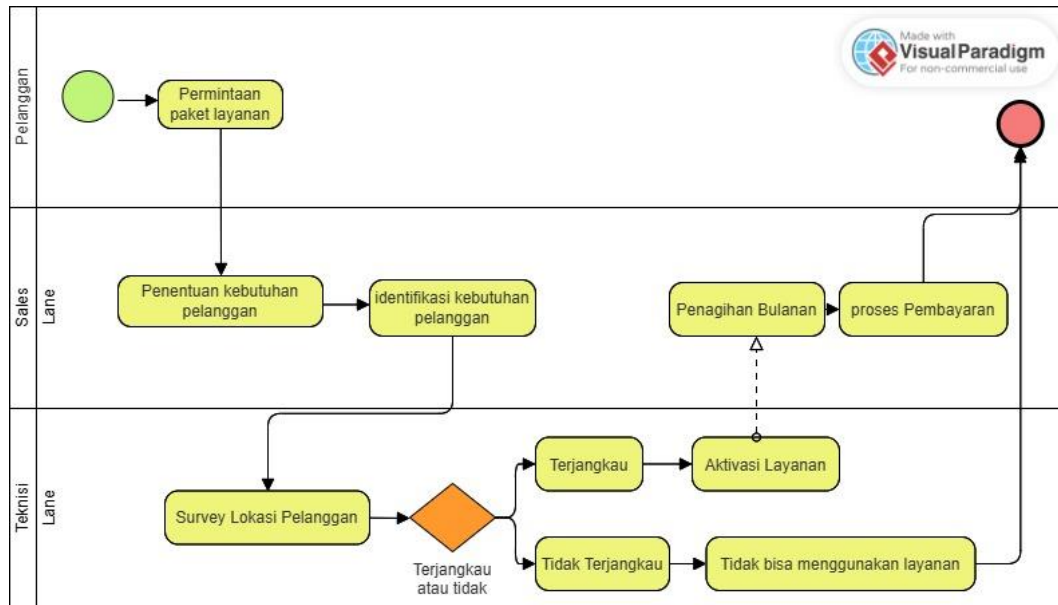 Made with
Visual Paradigm
For non-commercial use
Pelanggan
Permintaan
paket layanan
Sales
Lane
Penentuan kebutuhan
pelanggan
identifikasi kebutuhan
pelanggan
Penagihan Bulanan
proses Pembayaran
Teknisi
Lane
Survey Lokasi Pelanggan
Terjangkau
atau tidak
Terjangkau
Aktivasi Layanan
Tidak Terjangkau
Tidak bisa menggunakan layanan